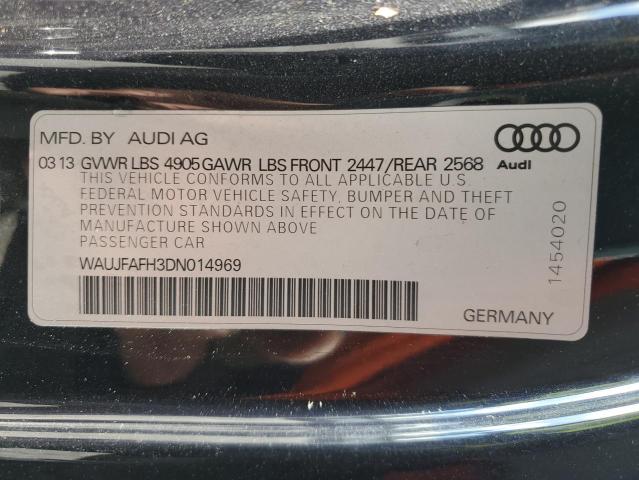 MFD. BY AUDI AG
03 13 GVWR LBS 4905 GAWR LBS FRONT 2447/REAR 2568
Audi
THIS VEHICLE CONFORMS TO ALL APPLICABLE U.S.
FEDERAL MOTOR VEHICLE SAFETY, BUMPER AND THEFT
PREVENTION STANDARDS IN EFFECT ON THE DATE OF
MANUFACTURE SHOWN ABOVE
PASSENGER CAR
WAUJFAFH3DN014969
1454020
GERMANY